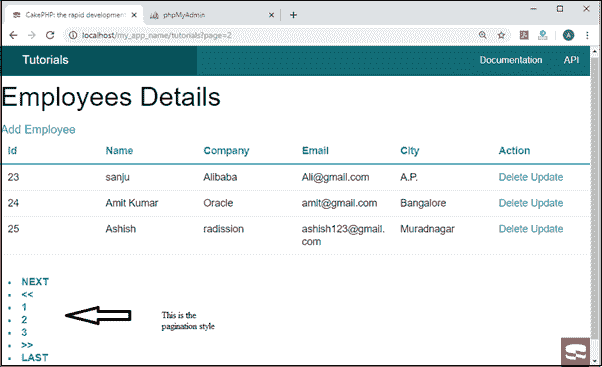 CakePHP: the rapid development
phpMyAdmin
localhost/my_app_name/tutorials?page=2
A
Tutorials
Documentation
API
Employees Details
Add Employee
Id Name Company Email City Action
23 sanju Alibaba Ali@gmail.com A.P. Delete Update
24 Amit Kumar Oracle amit@gmail.com Bangalore Delete Update
25 Ashish radission ashish123@gmail. Muradnagar Delete Update
com
NEXT
<<
1
2
3
>>
LAST
This is the
pagination style